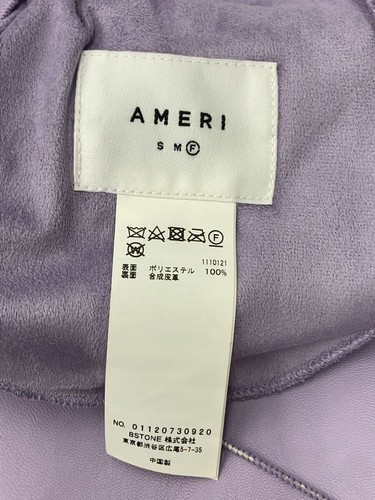 AMERI
S M F
F
W
1110121
表面 ポリエステル 100%
裏面 合成皮革
NO. 01120730920
BSTONE 株式会社
東京都渋谷区広尾5-7-35
中国製